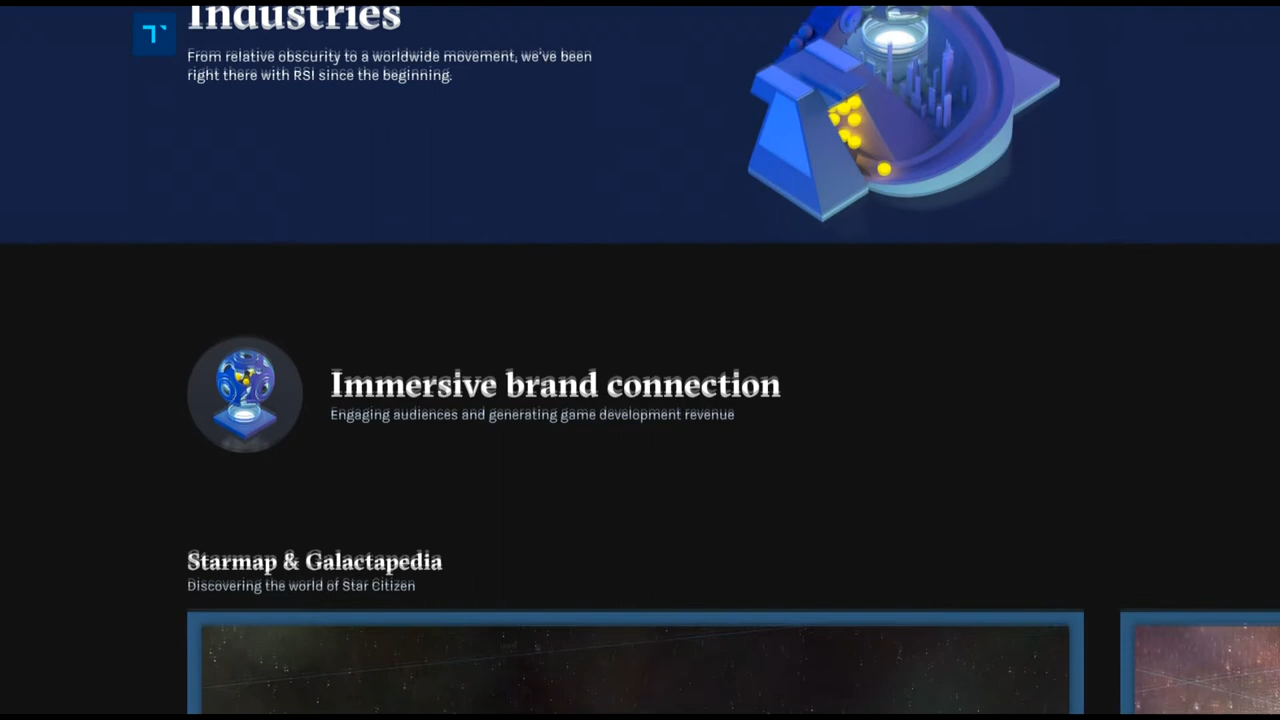 Industries
From relative obscurity to a worldwide movement, we've been
right there with RSI since the beginning.
Immersive brand connection
Engaging audiences and generating game development revenue
Starmap & Galactapedia
Discovering the world of Star Citizen